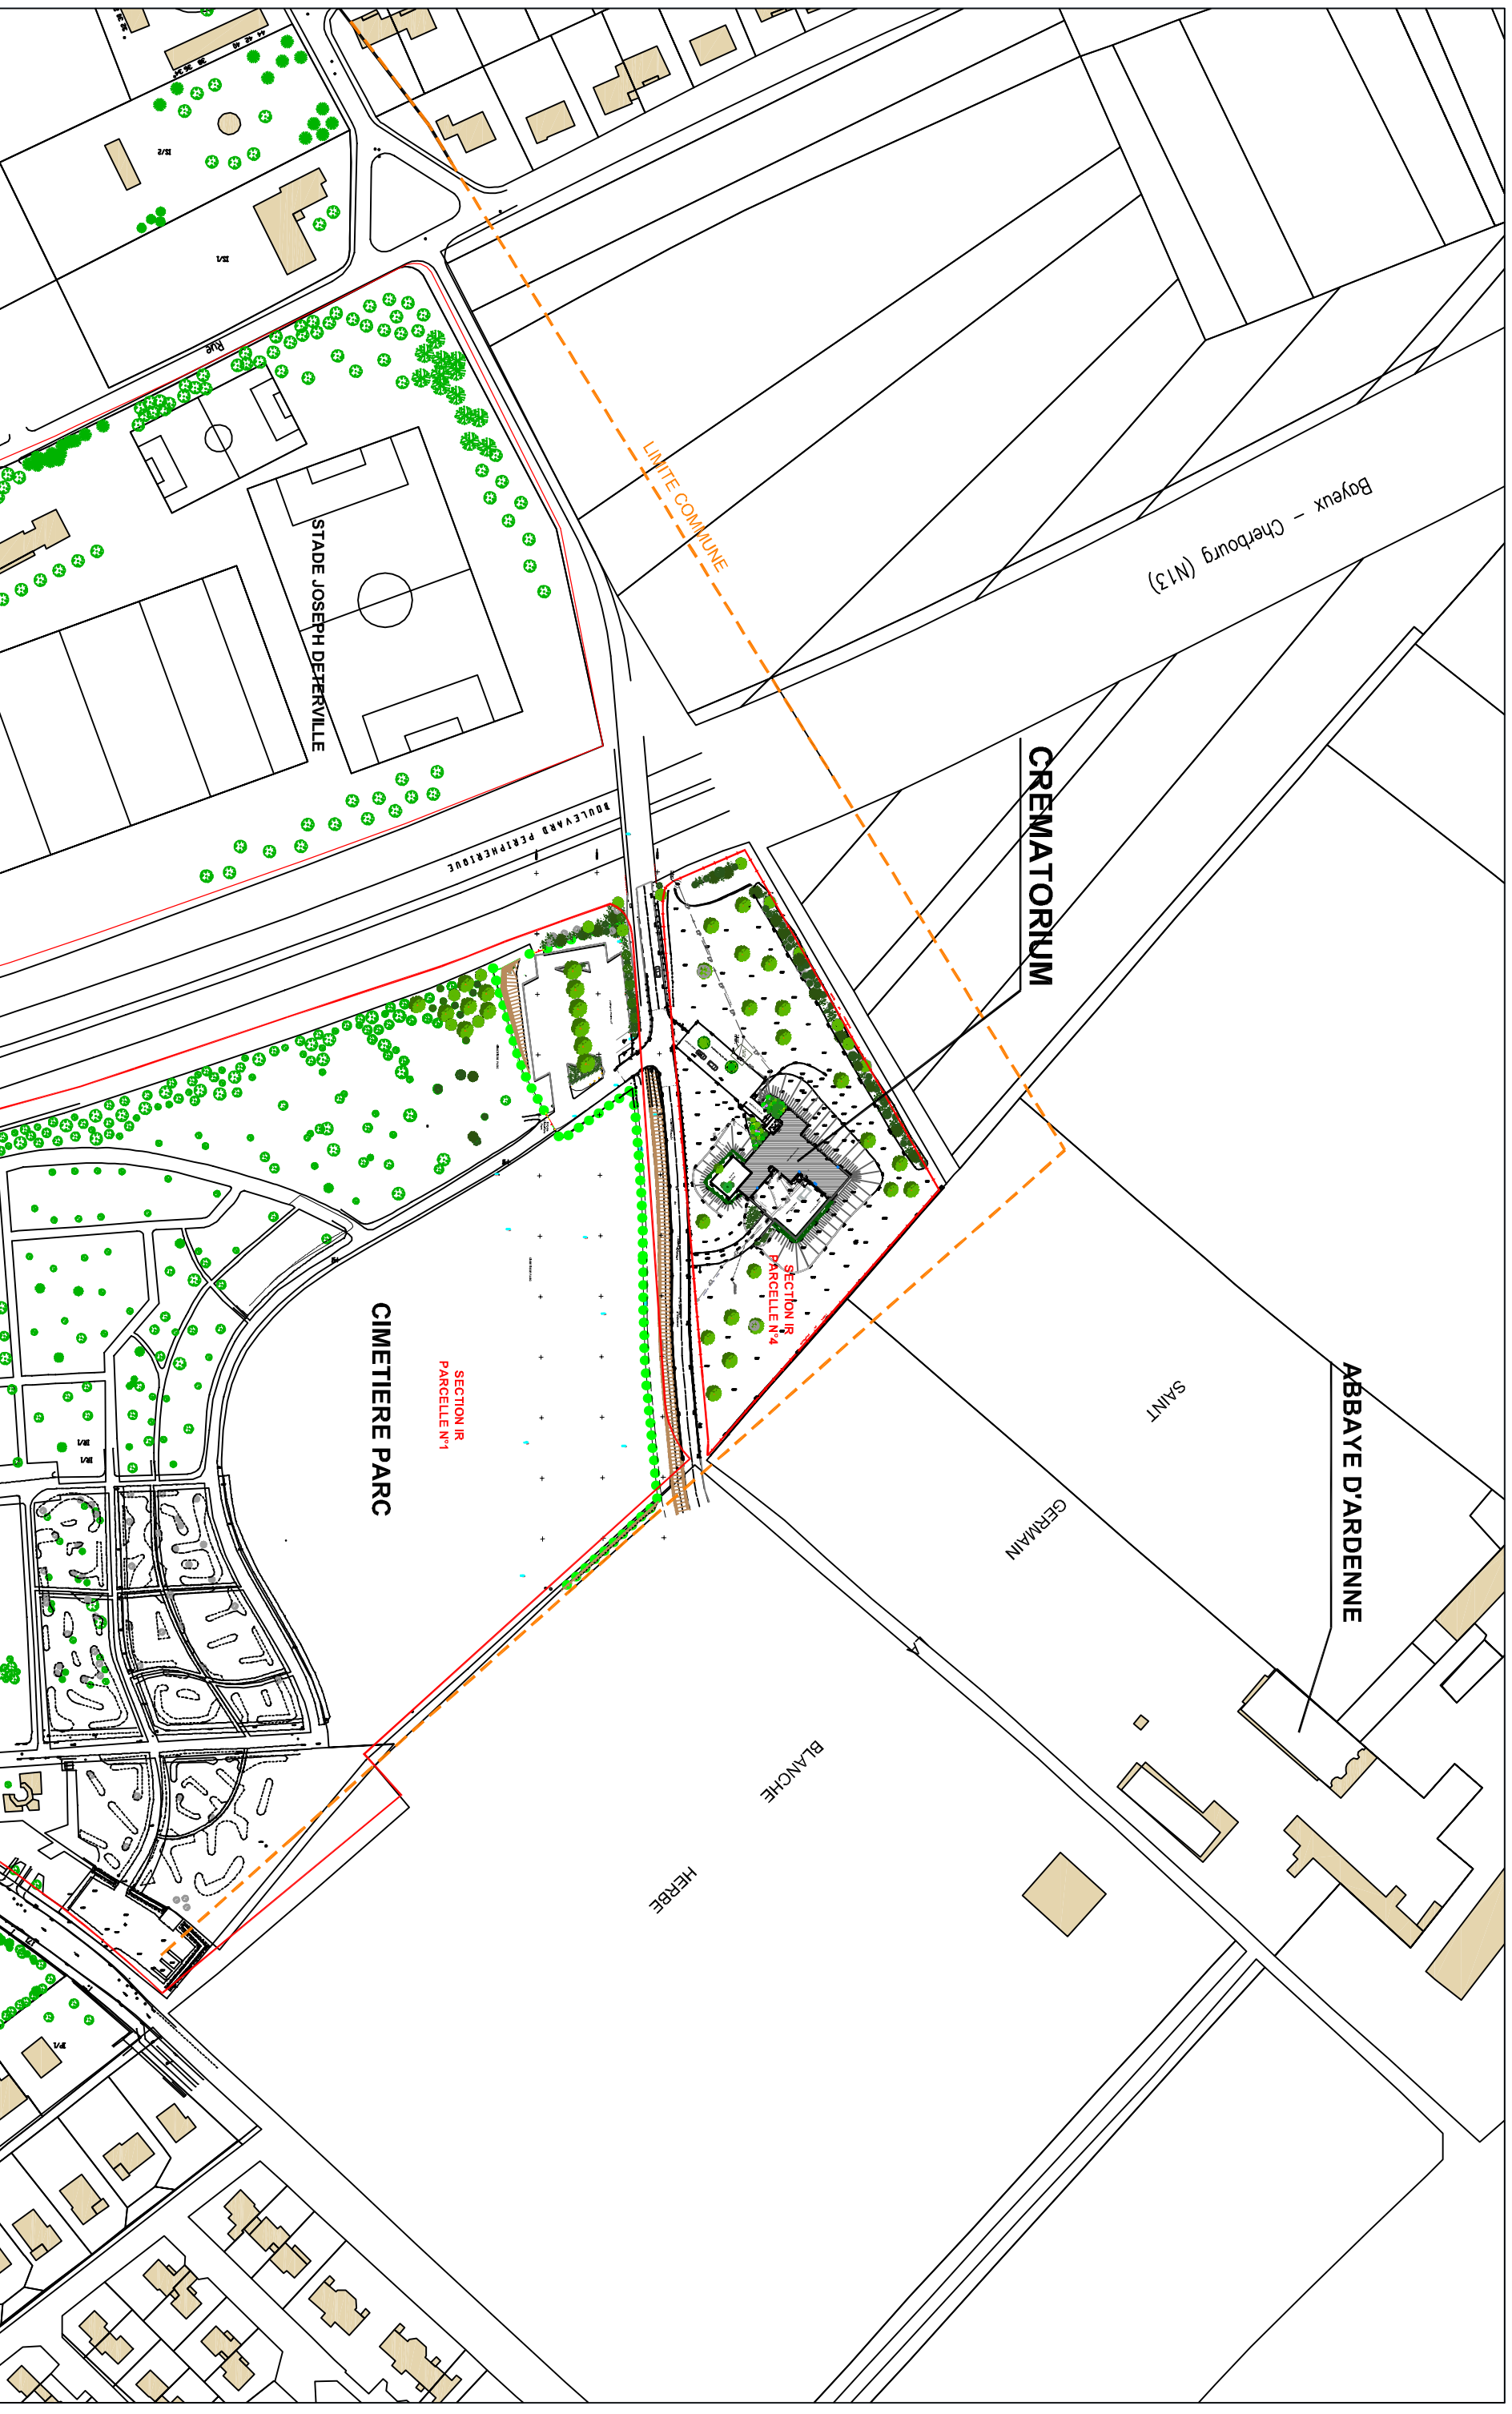 LIMITE COMMUNE
Bayeux - Cherbourg (N13)
Rue
STADE JOSEPH DETERVILLE
BOULEVARD PERIPHERIQUE
CREMATORIUM
SECTION IR
PARCELLE N°4
CIMETIERE PARC
SECTION IR
PARCELLE N°1
SAINT
GERMAIN
ABBAYE D'ARDENNE
BLANCHE
HERBE